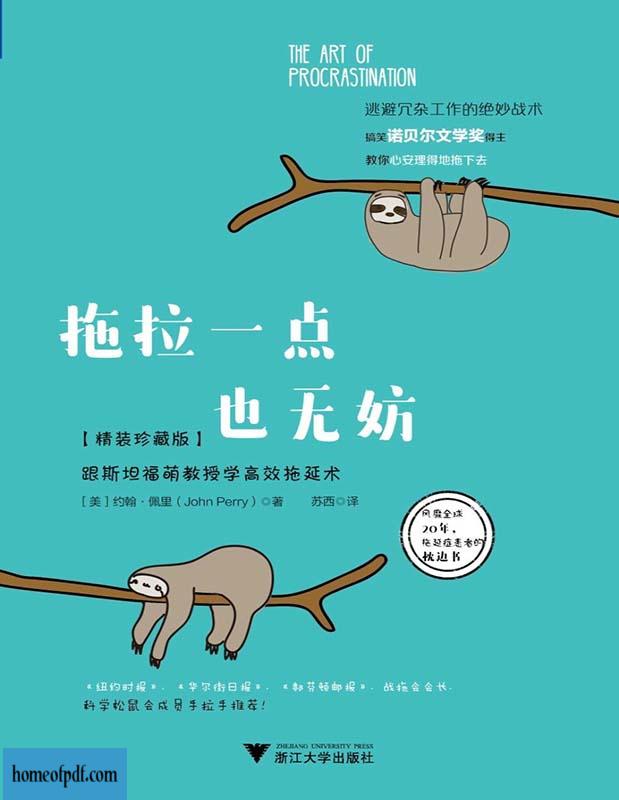 THE ART OF
PROCRASTINATION
逃避冗杂工作的绝妙战术
搞笑诺贝尔文学奖得主
教你心安理得地拖下去
拖拉一点
也无妨
【精装珍藏版】
跟斯坦福萌教授学高效拖延术
[美]约翰·佩里(John Perry)◎著 苏西◎译
风靡全球
20年,
拖延症患者的
枕边书
《纽约时报》、《华尔街日报》、《赫芬顿邮报》、战拖会会长、
科学松鼠会成员手拉手推荐!
ZHEJIANG UNIVERSITY PRESS
浙江大学出版社
homeofpdf.com